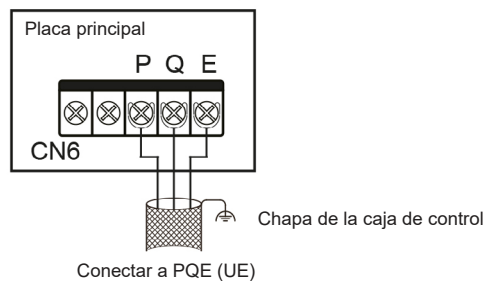 Placa principal
P Q E
CN6
Chapa de la caja de control
Conectar a PQE (UE)